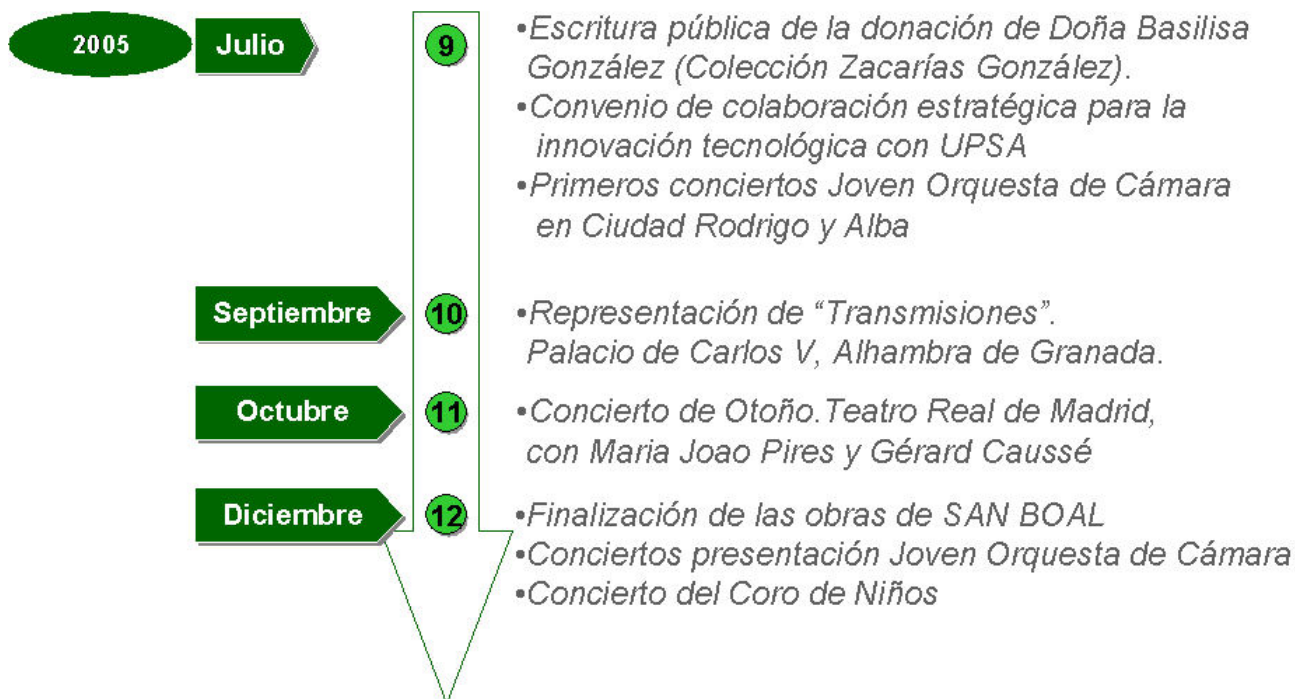 2005 Julio 9 •Escritura pública de la donación de Doña Basilisa
González (Colección Zacarías González).
•Convenio de colaboración estratégica para la
innovación tecnológica con UPSA
•Primeros conciertos Joven Orquesta de Cámara
en Ciudad Rodrigo y Alba
Septiembre 10 •Representación de “Transmisiones”.
Palacio de Carlos V, Alhambra de Granada.
Octubre 11 •Concierto de Otoño.Teatro Real de Madrid,
con Maria Joao Pires y Gérard Caussé
Diciembre 12 •Finalización de las obras de SAN BOAL
•Conciertos presentación Joven Orquesta de Cámara
•Concierto del Coro de Niños